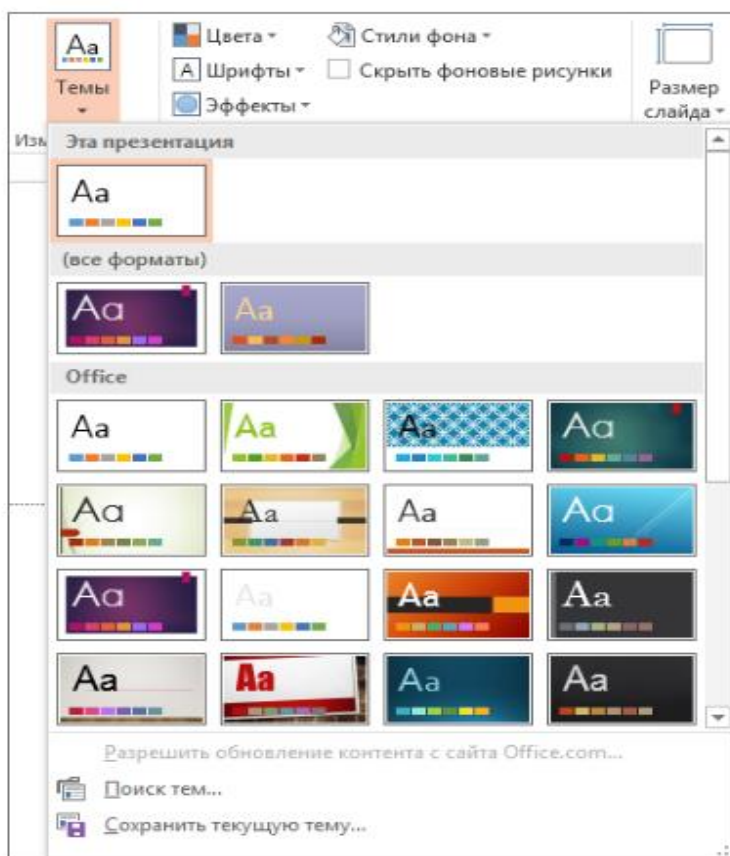 Aa
Темы
Цвета
Шрифты
Эффекты
Стили фона
Скрыть фоновые рисунки
Размер
слайда
Изм
Эта презентация
Aa
(все форматы)
Aa Aa
Office
Aa Aa Aa Aa
Aa Aa Aa Aa
Aa Aa Aa Aa
Aa Aa Aa Aa
Разрешить обновление контента с сайта Office.com...
Поиск тем...
Сохранить текущую тему...